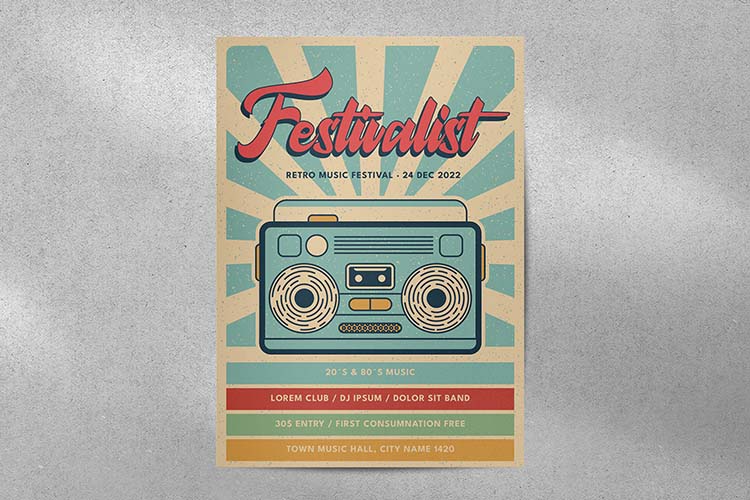 Festivalist
RETRO MUSIC FESTIVAL · 24 DEC 2022
20´S & 80´S MUSIC
LOREM CLUB / DJ IPSUM / DOLOR SIT BAND
30$ ENTRY / FIRST CONSUMNATION FREE
TOWN MUSIC HALL, CITY NAME 1420